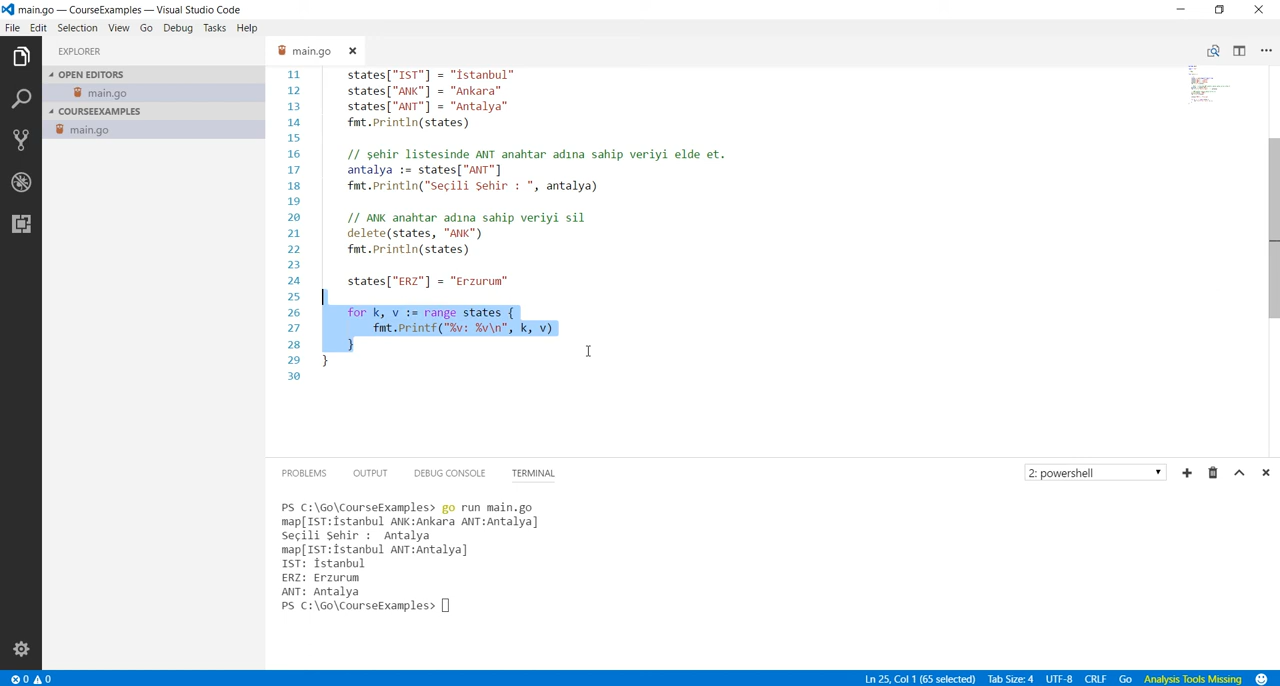 main.go — CourseExamples — Visual Studio Code
File Edit Selection View Go Debug Tasks Help
EXPLORER
OPEN EDITORS
main.go
COURSEEXAMPLES
main.go
main.go
11 states["IST"] = "İstanbul"
12 states["ANK"] = "Ankara"
13 states["ANT"] = "Antalya"
14 fmt.Println(states)
15
16 // şehir listesinde ANT anahtar adına sahip veriyi elde et.
17 antalya := states["ANT"]
18 fmt.Println("Seçili Şehir : ", antalya)
19
20 // ANK anahtar adına sahip veriyi sil
21 delete(states, "ANK")
22 fmt.Println(states)
23
24 states["ERZ"] = "Erzurum"
25
26 for k, v := range states {
27 fmt.Printf("%v: %v\n", k, v)
28 }
29 }
30
PROBLEMS OUTPUT DEBUG CONSOLE TERMINAL 2: powershell
PS C:\Go\CourseExamples> go run main.go
map[IST:İstanbul ANK:Ankara ANT:Antalya]
Seçili Şehir :  Antalya
map[IST:İstanbul ANT:Antalya]
IST: İstanbul
ERZ: Erzurum
ANT: Antalya
PS C:\Go\CourseExamples>
0 0 Ln 25, Col 1 (65 selected) Tab Size: 4 UTF-8 CRLF Go Analysis Tools Missing